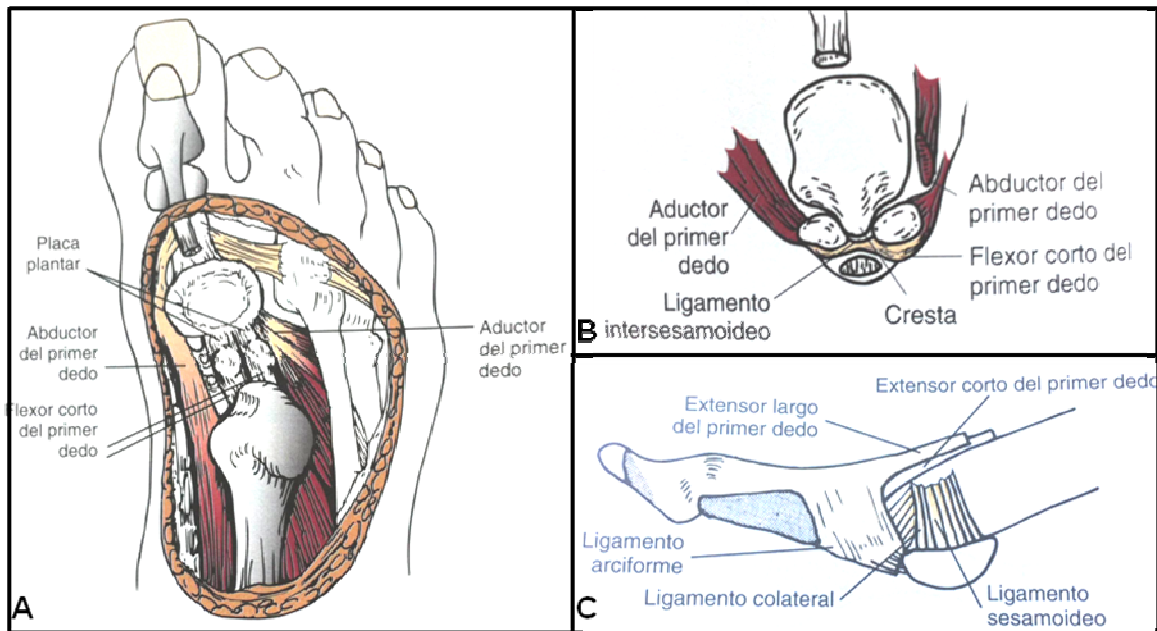 Placa
plantar
Abductor
del primer
dedo
Flexor corto
del primer
dedo
Aductor
del primer
dedo
A
Aductor
del primer
dedo
Ligamento
intersesamoideo
Abductor del
primer dedo
Flexor corto del
primer dedo
Cresta
B
Extensor corto del primer dedo
Extensor largo
del primer dedo
Ligamento
arciforme
Ligamento colateral
Ligamento
sesamoideo
C